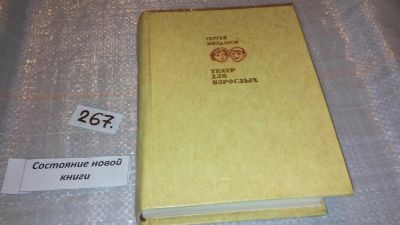 СЕРГЕЙ
МИХАЛКОВ
ТЕАТР
ДЛЯ
ВЗРОСЛЫХ
267.
Состояние новой
книги